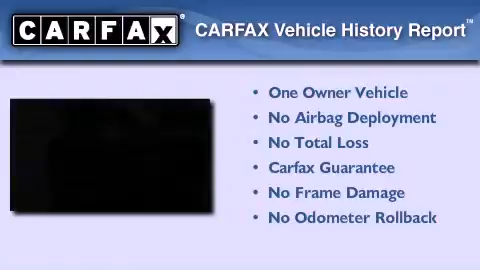 CARFAX® CARFAX Vehicle History Report™
• One Owner Vehicle
• No Airbag Deployment
• No Total Loss
• Carfax Guarantee
• No Frame Damage
• No Odometer Rollback